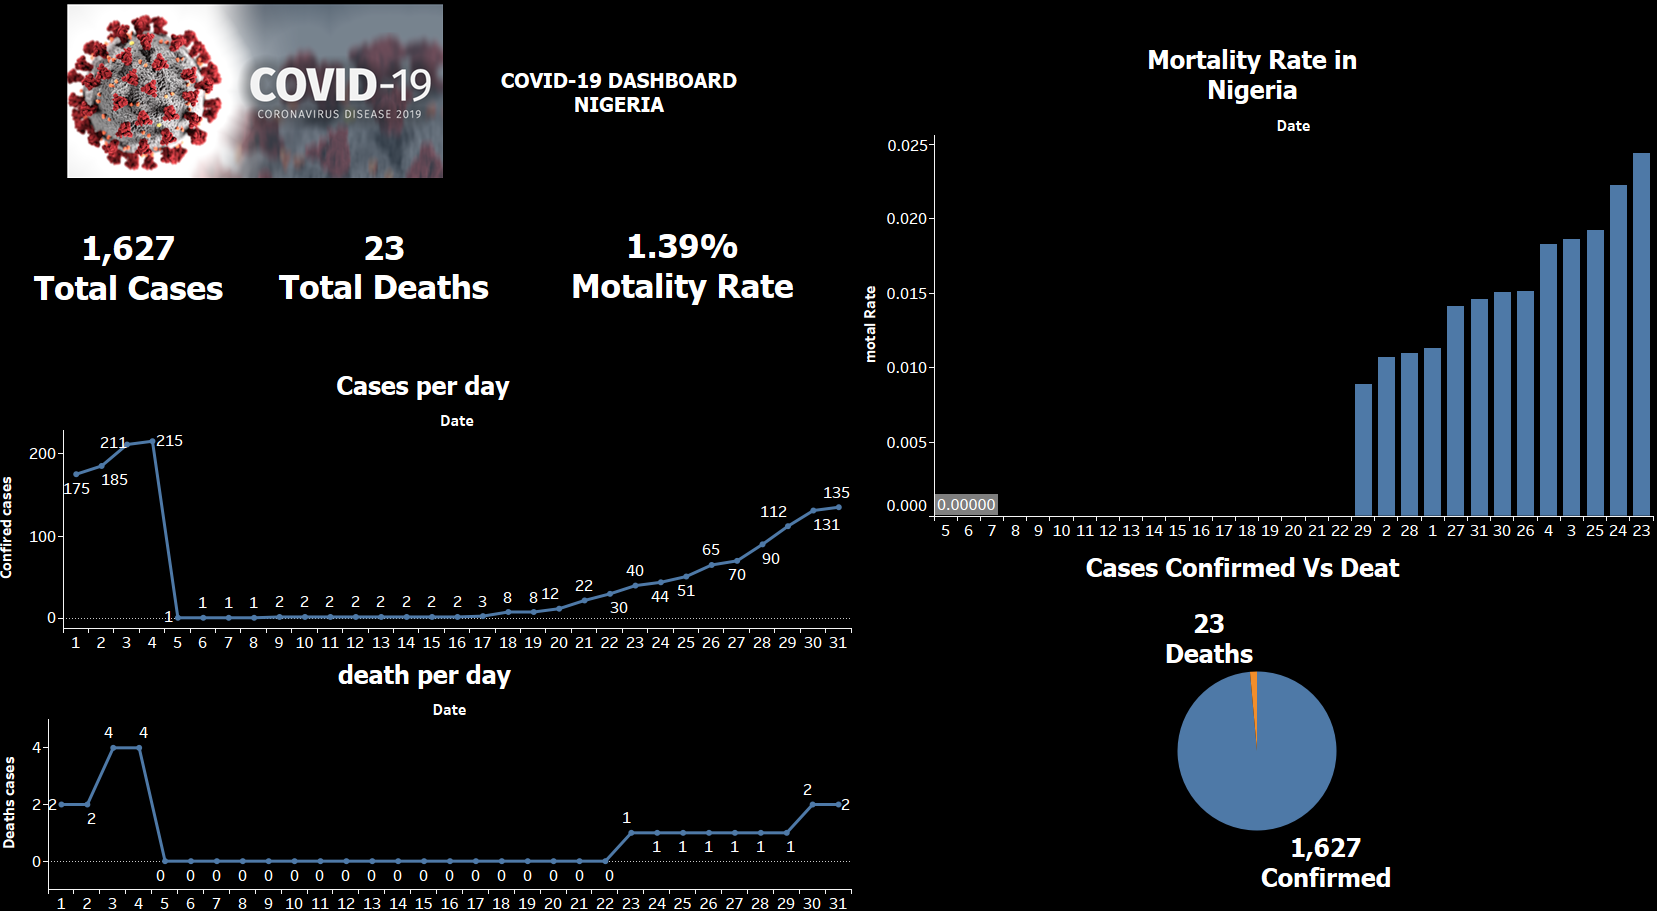 COVID-19
CORONAVIRUS DISEASE 2019
COVID-19 DASHBOARD
NIGERIA
1,627
Total Cases
23
Total Deaths
1.39%
Motality Rate
Cases per day
Date
Confired cases
200
100
0
175
185
211
215
1
1
1
1
2
2
2
2
2
2
2
2
3
8
8
12
22
30
40
44
51
65
70
90
112
131
135
1 2 3 4 5 6 7 8 9 10 11 12 13 14 15 16 17 18 19 20 21 22 23 24 25 26 27 28 29 30 31
death per day
Date
Deaths cases
4
2
0
2
2
4
4
0 0 0 0 0 0 0 0 0 0 0 0 0 0 0 0 0 0
1
1 1 1 1 1 1
2
2
1 2 3 4 5 6 7 8 9 10 11 12 13 14 15 16 17 18 19 20 21 22 23 24 25 26 27 28 29 30 31
Mortality Rate in
Nigeria
Date
motal Rate
0.025
0.020
0.015
0.010
0.005
0.000
0.00000
5 6 7 8 9 10 11 12 13 14 15 16 17 18 19 20 21 22 29 2 28 1 27 31 30 26 4 3 25 24 23
Cases Confirmed Vs Deat
23
Deaths
1,627
Confirmed